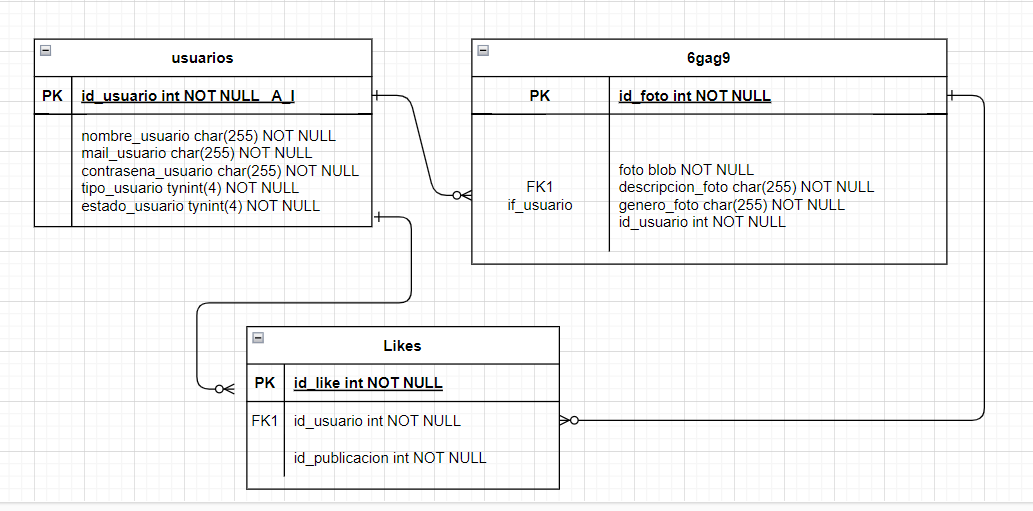 usuarios
PK id_usuario int NOT NULL A_I
nombre_usuario char(255) NOT NULL
mail_usuario char(255) NOT NULL
contrasena_usuario char(255) NOT NULL
tipo_usuario tynint(4) NOT NULL
estado_usuario tynint(4) NOT NULL
6gag9
PK id_foto int NOT NULL
FK1
if_usuario
foto blob NOT NULL
descripcion_foto char(255) NOT NULL
genero_foto char(255) NOT NULL
id_usuario int NOT NULL
Likes
PK id_like int NOT NULL
FK1 id_usuario int NOT NULL
id_publicacion int NOT NULL